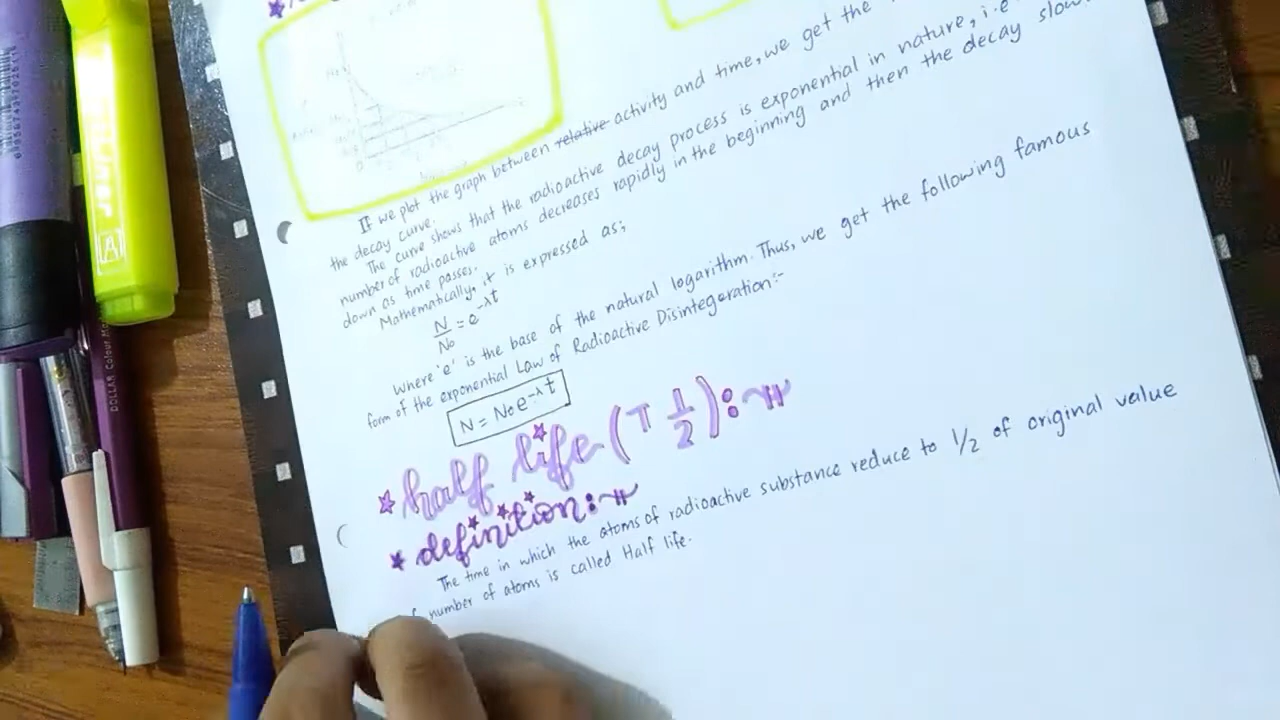 If we plot the graph between relative activity and time, we get the
the decay curve.
The curve shows that the radioactive decay process is exponential in nature, i.e
number of radioactive atoms decreases rapidly in the beginning and then the decay slow
down as time passes.
Mathematically, it is expressed as;
N/No = e^-λt
Where 'e' is the base of the natural logarithm. Thus, we get the following famous
form of the exponential Law of Radioactive Disintegeration:-
N = Noe^-λt
half life (T 1/2):
definition:
The time in which the atoms of radioactive substance reduce to 1/2 of original value
of number of atoms is called Half life.
DOLLAR Colour